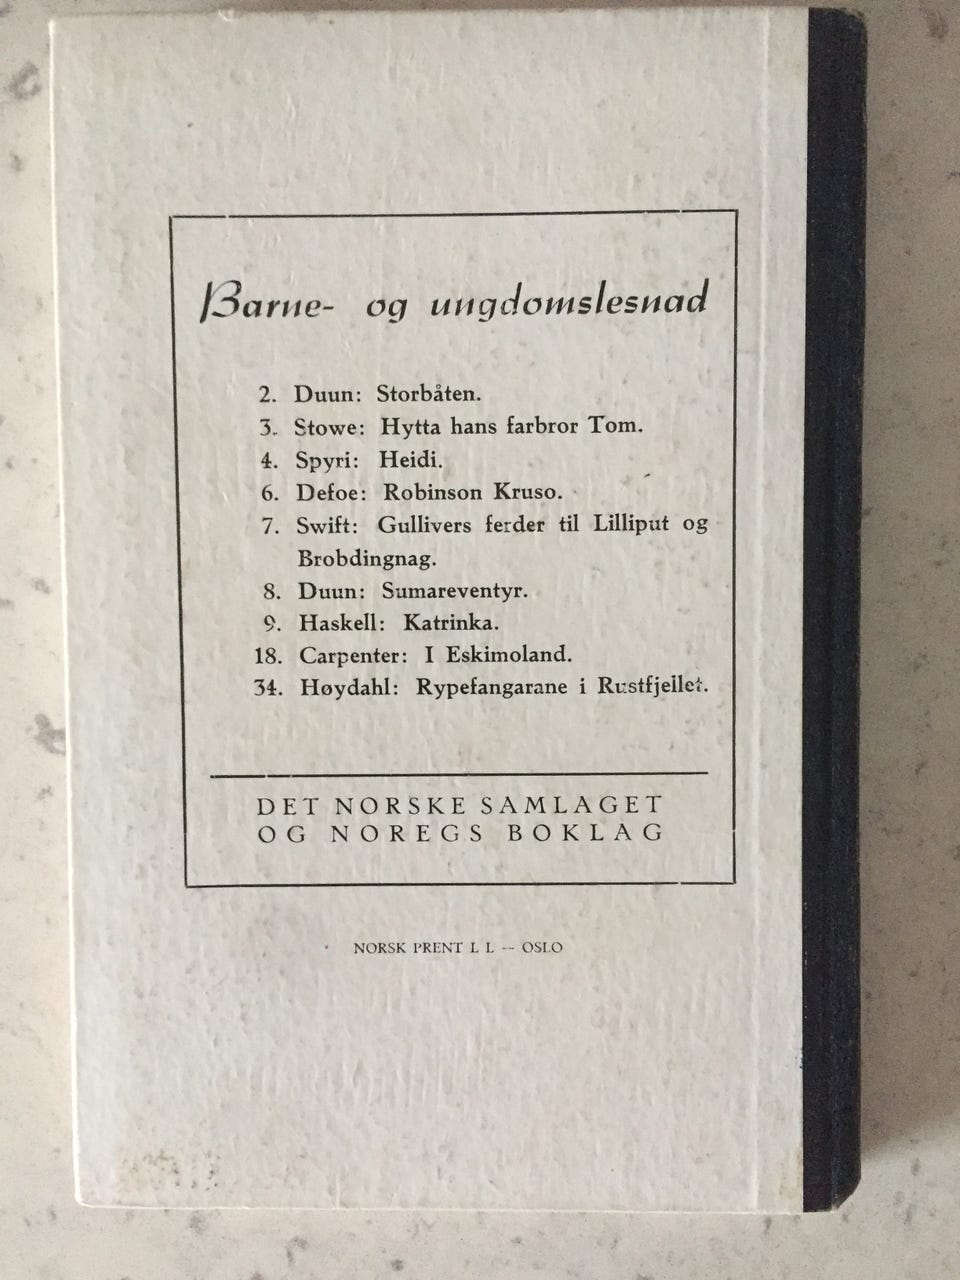 Barne- og ungdomslesnad
2. Duun: Storbåten.
3. Stowe: Hytta hans farbror Tom.
4. Spyri: Heidi.
6. Defoe: Robinson Kruso.
7. Swift: Gullivers ferder til Lilliput og
Brobdingnag.
8. Duun: Sumareventyr.
9. Haskell: Katrinka.
18. Carpenter: I Eskimoland.
34. Høydahl: Rypefangarane i Rustfjellet.
DET NORSKE SAMLAGET
OG NOREGS BOKLAG
NORSK PRENT L L — OSLO